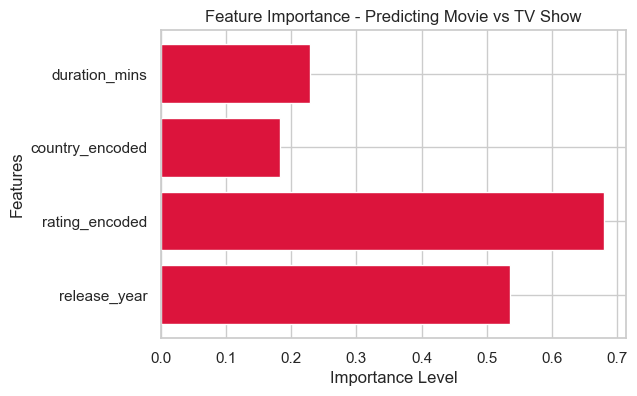 Feature Importance - Predicting Movie vs TV Show
Features
duration_mins
country_encoded
rating_encoded
release_year
0.0 0.1 0.2 0.3 0.4 0.5 0.6 0.7
Importance Level